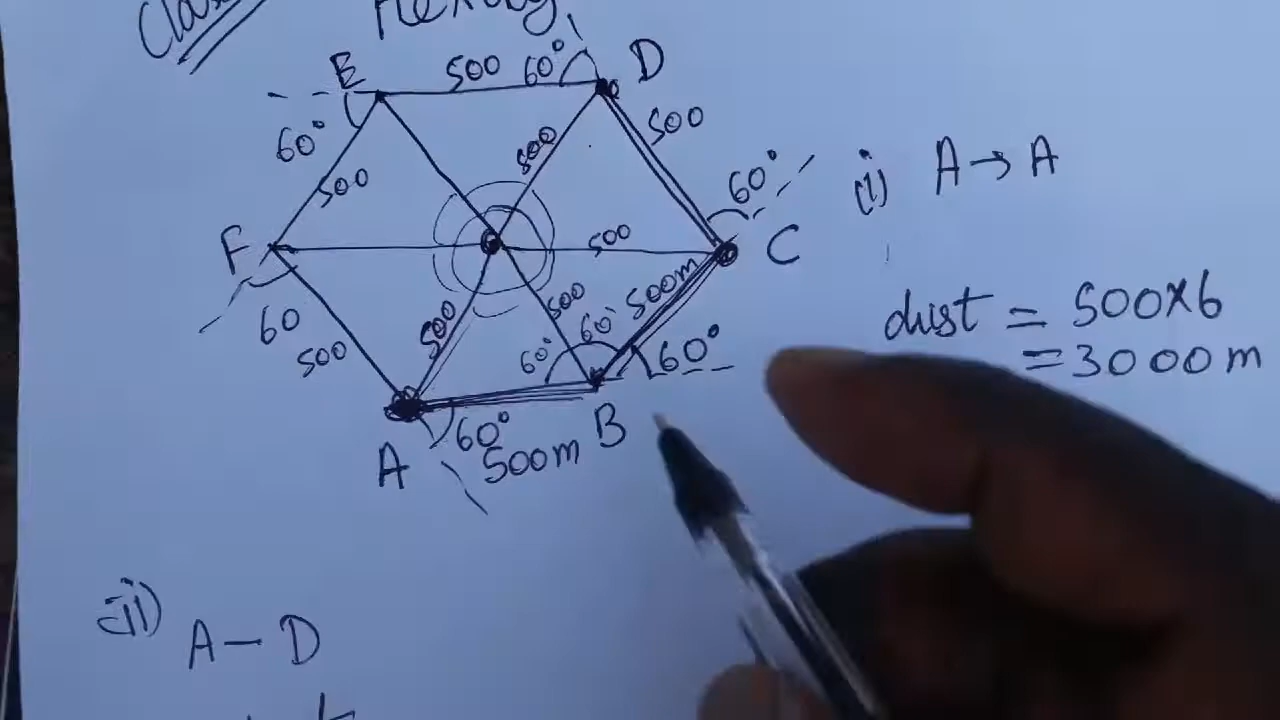 E
500
60°
D
60°
500
500
500
60°
(i) A → A
F
500
C
60
500
500
500
500m
60°
60°
60°
dist = 500×6
= 3000 m
A
60°
500m
B
ii) A – D